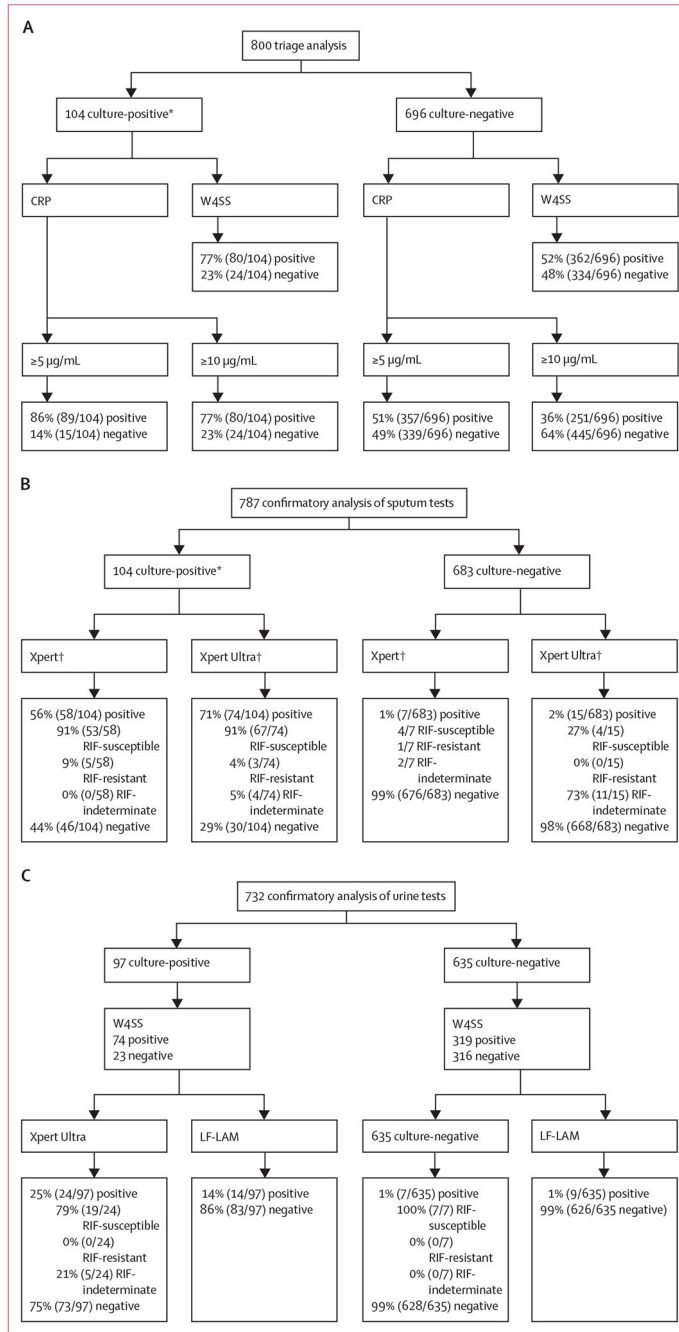 A
800 triage analysis
104 culture-positive*
696 culture-negative
CRP
W4SS
CRP
W4SS
77% (80/104) positive
23% (24/104) negative
52% (362/696) positive
48% (334/696) negative
≥5 µg/mL
≥10 µg/mL
≥5 µg/mL
≥10 µg/mL
86% (89/104) positive
14% (15/104) negative
77% (80/104) positive
23% (24/104) negative
51% (357/696) positive
49% (339/696) negative
36% (251/696) positive
64% (445/696) negative
B
787 confirmatory analysis of sputum tests
104 culture-positive*
683 culture-negative
Xpert†
Xpert Ultra†
Xpert†
Xpert Ultra†
56% (58/104) positive
91% (53/58)
RIF-susceptible
9% (5/58)
RIF-resistant
0% (0/58) RIF-
indeterminate
44% (46/104) negative
71% (74/104) positive
91% (67/74)
RIF-susceptible
4% (3/74)
RIF-resistant
5% (4/74) RIF-
indeterminate
29% (30/104) negative
1% (7/683) positive
4/7 RIF-susceptible
1/7 RIF-resistant
2/7 RIF-
indeterminate
99% (676/683) negative
2% (15/683) positive
27% (4/15)
RIF-susceptible
0% (0/15)
RIF-resistant
73% (11/15) RIF-
indeterminate
98% (668/683) negative
C
732 confirmatory analysis of urine tests
97 culture-positive
635 culture-negative
W4SS
74 positive
23 negative
W4SS
319 positive
316 negative
Xpert Ultra
LF-LAM
635 culture-negative
LF-LAM
25% (24/97) positive
79% (19/24)
RIF-susceptible
0% (0/24)
RIF-resistant
21% (5/24) RIF-
indeterminate
75% (73/97) negative
14% (14/97) positive
86% (83/97) negative
1% (7/635) positive
100% (7/7) RIF-
susceptible
0% (0/7)
RIF-resistant
0% (0/7) RIF-
indeterminate
99% (628/635) negative
1% (9/635) positive
99% (626/635 negative)